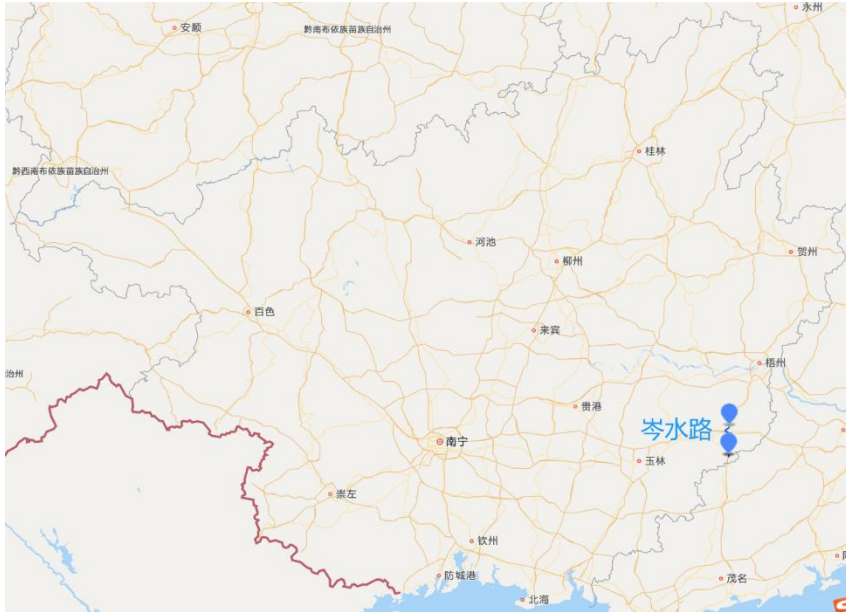 永州
安顺
黔南布依族苗族自治州
桂林
黔西南布依族苗族自治州
河池
贺州
柳州
百色
来宾
梧州
治州
贵港
岑水路
南宁
玉林
崇左
钦州
防城港
茂名
北海